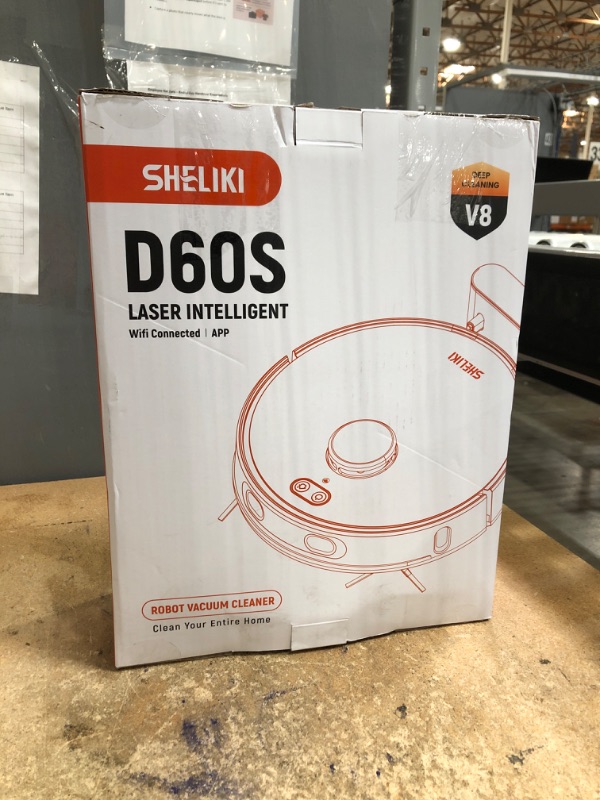 SHELIKI
DEEP
CLEANING
V8
D60S
LASER INTELLIGENT
Wifi Connected | APP
SHELIKI
ROBOT VACUUM CLEANER
Clean Your Entire Home